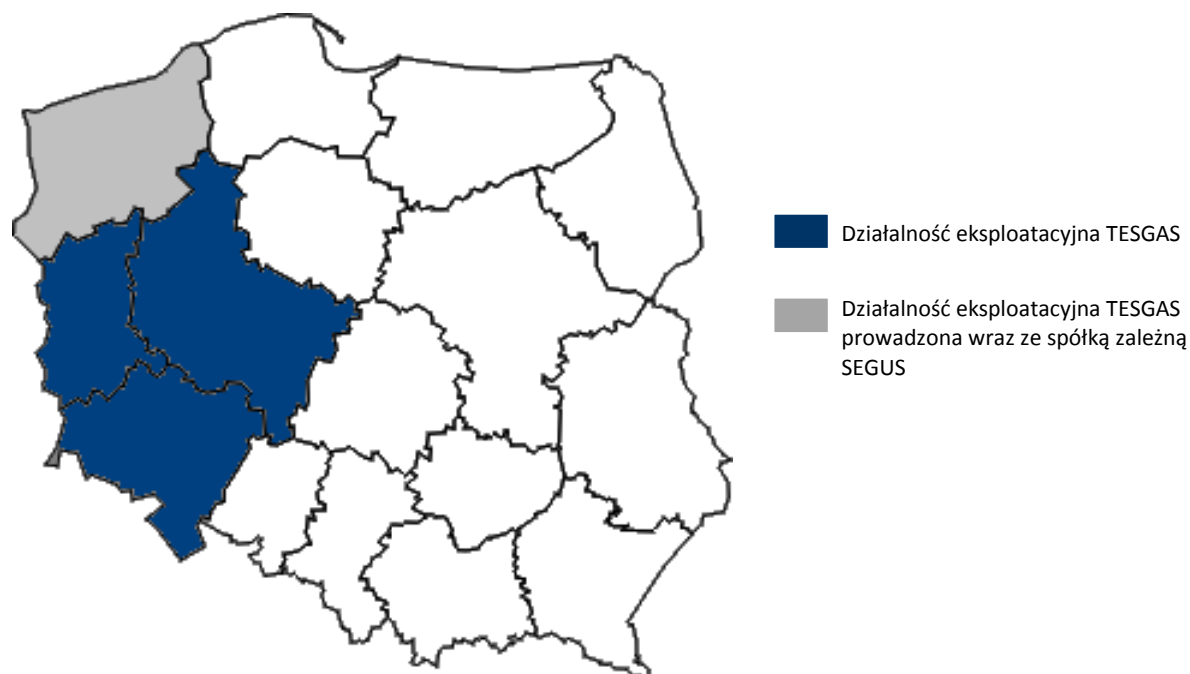 Działalność eksploatacyjna TESGAS
Działalność eksploatacyjna TESGAS
prowadzona wraz ze spółką zależną
SEGUS